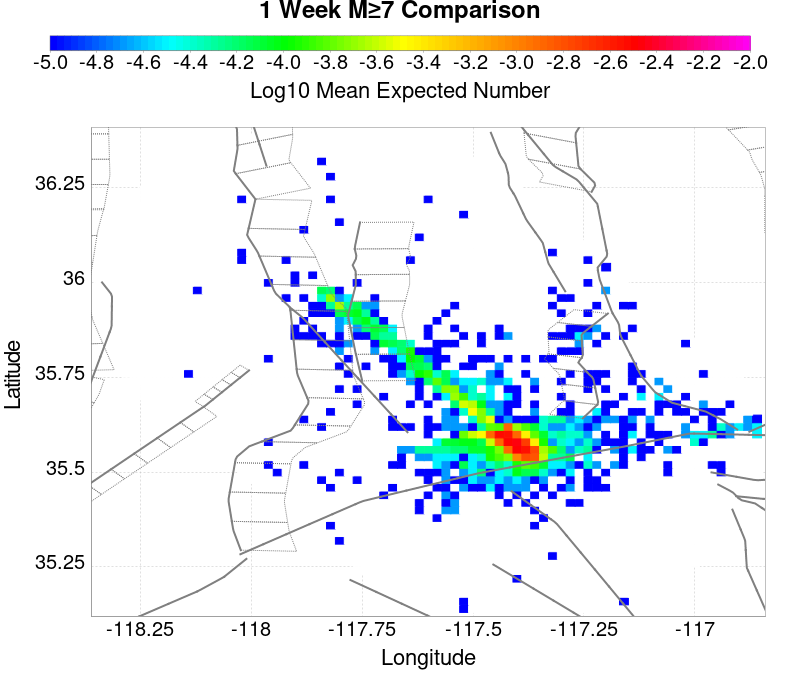 1 Week M≥7 Comparison
-5.0 -4.8 -4.6 -4.4 -4.2 -4.0 -3.8 -3.6 -3.4 -3.2 -3.0 -2.8 -2.6 -2.4 -2.2 -2.0
Log10 Mean Expected Number
36.25
36
35.75
35.5
35.25
Latitude
-118.25 -118 -117.75 -117.5 -117.25 -117
Longitude